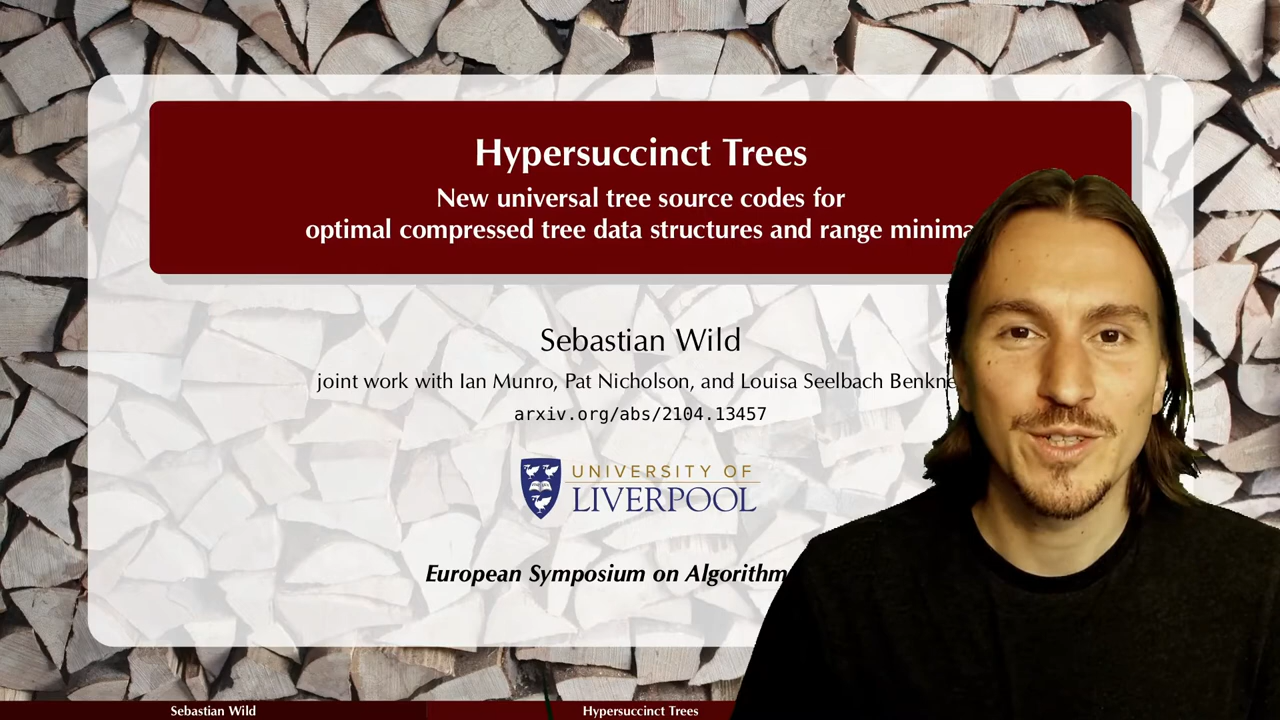 Hypersuccinct Trees
New universal tree source codes for
optimal compressed tree data structures and range minima
Sebastian Wild
joint work with Ian Munro, Pat Nicholson, and Louisa Seelbach
arxiv.org/abs/2104.13457
UNIVERSITY OF
LIVERPOOL
European Symposium on
Sebastian Wild
Hypersuccinct Trees